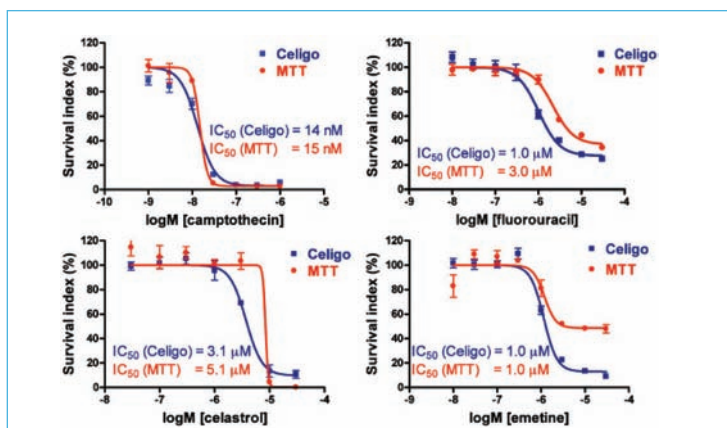 Survival index (%)
120
100
80
60
40
20
0
Celigo
MTT
IC50 (Celigo) = 14 nM
IC50 (MTT) = 15 nM
-10 -9 -8 -7 -6 -5
logM [camptothecin]
Survival index (%)
120
100
80
60
40
20
0
Celigo
MTT
IC50 (Celigo) = 1.0 µM
IC50 (MTT) = 3.0 µM
-9 -8 -7 -6 -5 -4
logM [fluorouracil]
Survival index (%)
120
100
80
60
40
20
0
Celigo
MTT
IC50 (Celigo) = 3.1 µM
IC50 (MTT) = 5.1 µM
-8 -7 -6 -5 -4
logM [celastrol]
Survival index (%)
120
100
80
60
40
20
0
Celigo
MTT
IC50 (Celigo) = 1.0 µM
IC50 (MTT) = 1.0 µM
-9 -8 -7 -6 -5 -4
logM [emetine]